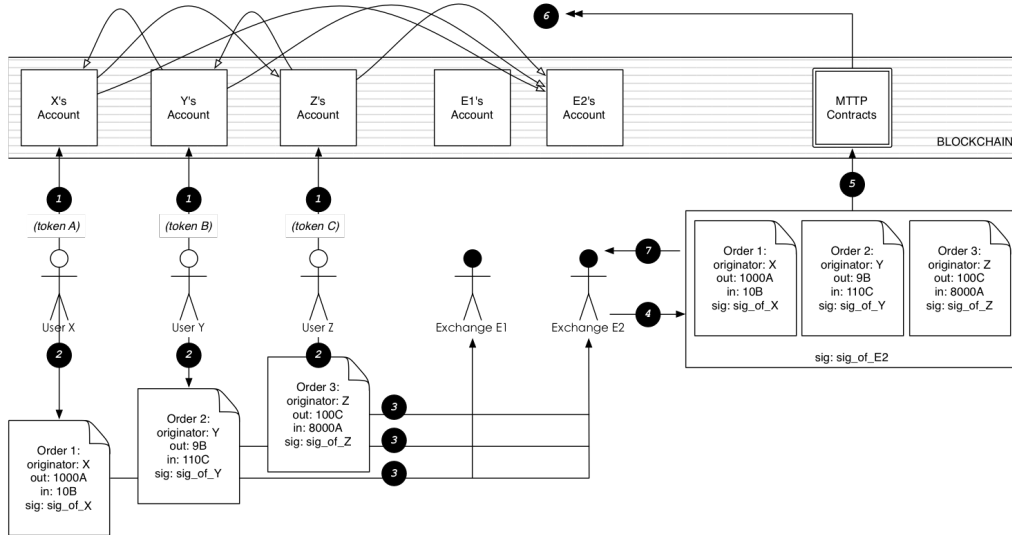 6
X's
Account
Y's
Account
Z's
Account
E1's
Account
E2's
Account
MTTP
Contracts
BLOCKCHAIN
1
1
1
5
(token A)
(token B)
(token C)
7
4
Order 1:
originator: X
out: 1000A
in: 10B
sig: sig_of_X
Order 2:
originator: Y
out: 9B
in: 110C
sig: sig_of_Y
Order 3:
originator: Z
out: 100C
in: 8000A
sig: sig_of_Z
sig: sig_of_E2
User X
User Y
User Z
Exchange E1
Exchange E2
2
2
2
Order 3:
originator: Z
out: 100C
in: 8000A
sig: sig_of_Z
3
3
3
Order 2:
originator: Y
out: 9B
in: 110C
sig: sig_of_Y
Order 1:
originator: X
out: 1000A
in: 10B
sig: sig_of_X